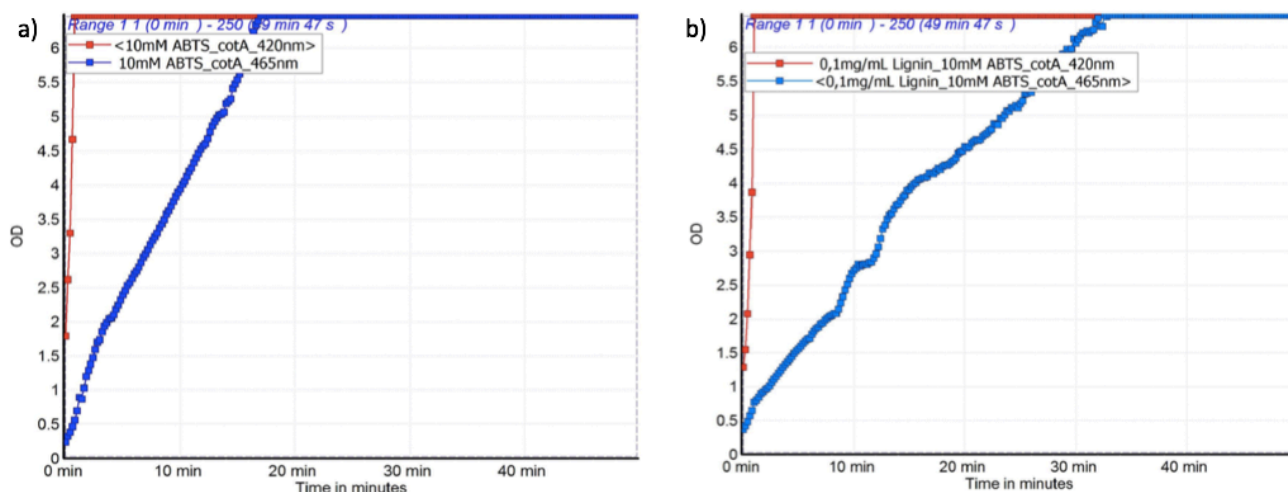 a)
Range 1 1 (0 min ) - 250 (49 min 47 s )
<10mM ABTS_cotA_420nm>
10mM ABTS_cotA_465nm
OD
6
5.5
5
4.5
4
3.5
3
2.5
2
1.5
1
0.5
0
0 min 10 min 20 min 30 min 40 min
Time in minutes
b)
Range 1 1 (0 min ) - 250 (49 min 47 s )
0,1mg/mL Lignin_10mM ABTS_cotA_420nm
<0,1mg/mL Lignin_10mM ABTS_cotA_465nm>
OD
6
5.5
5
4.5
4
3.5
3
2.5
2
1.5
1
0.5
0
0 min 10 min 20 min 30 min 40 min
Time in minutes